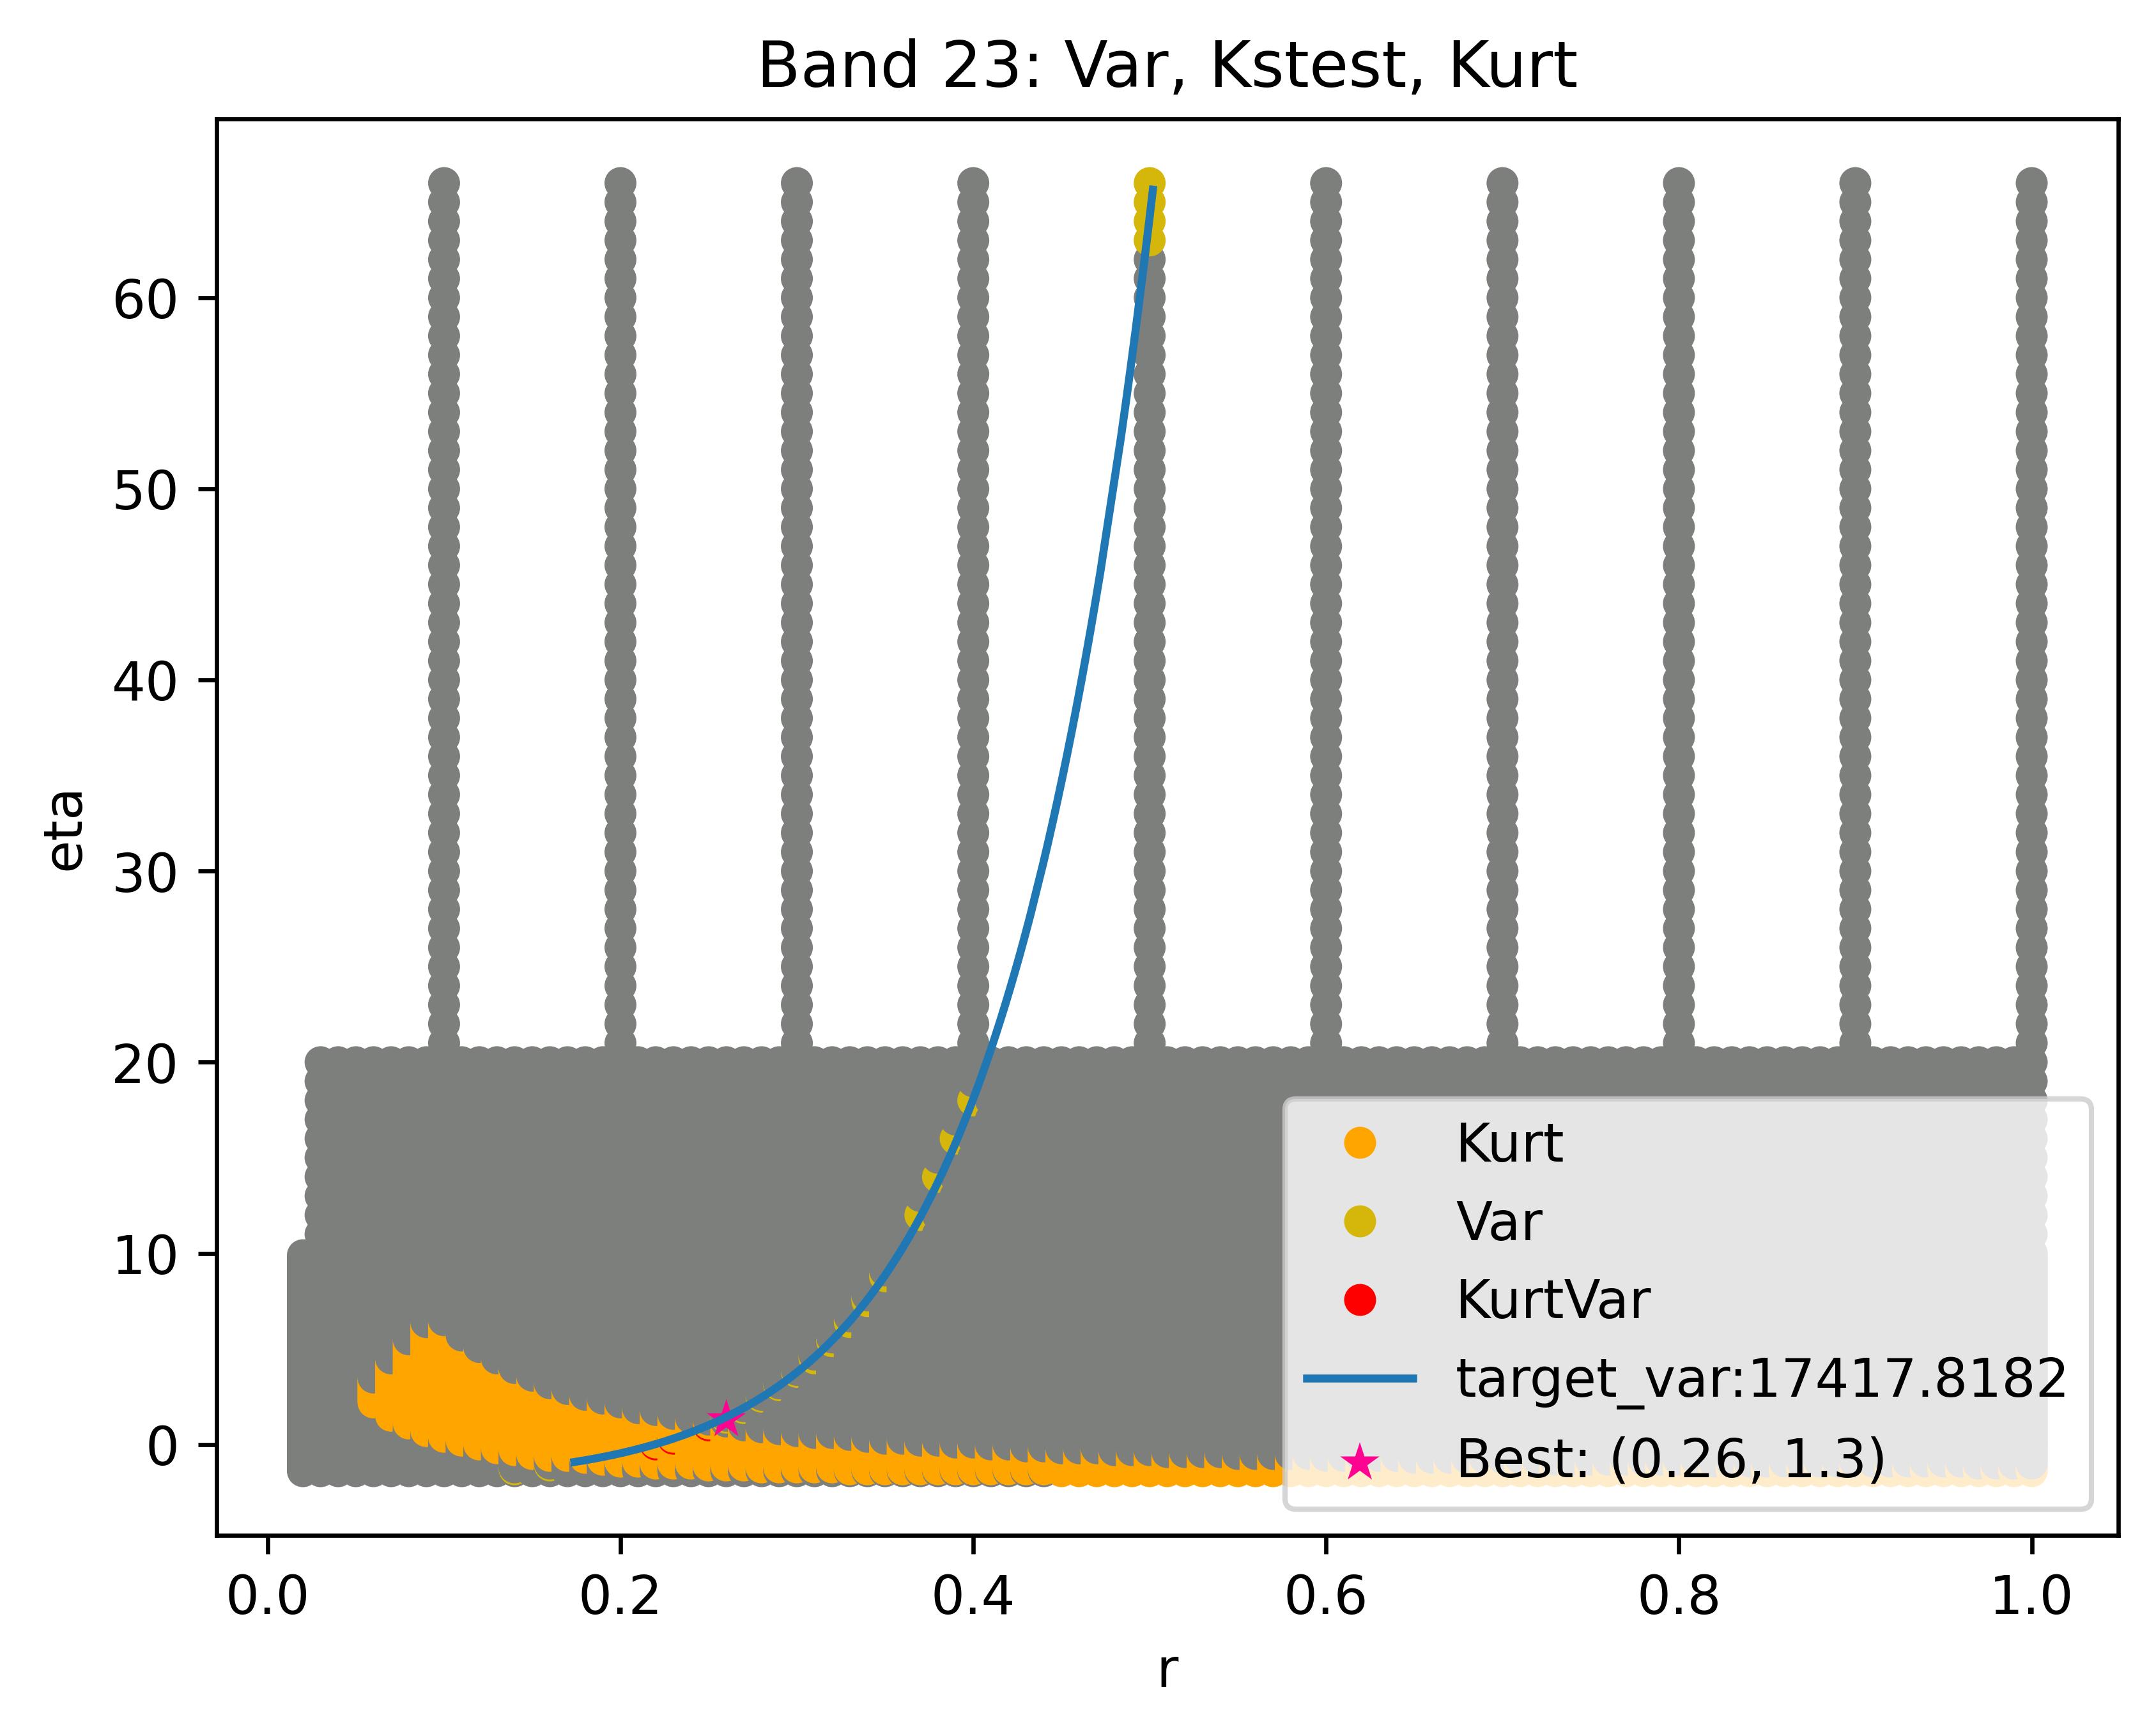 Band 23: Var, Kstest, Kurt
eta
60
50
40
30
20
10
0
0.0 0.2 0.4 0.6 0.8 1.0
r
Kurt
Var
KurtVar
target_var:17417.8182
Best: (0.26, 1.3)